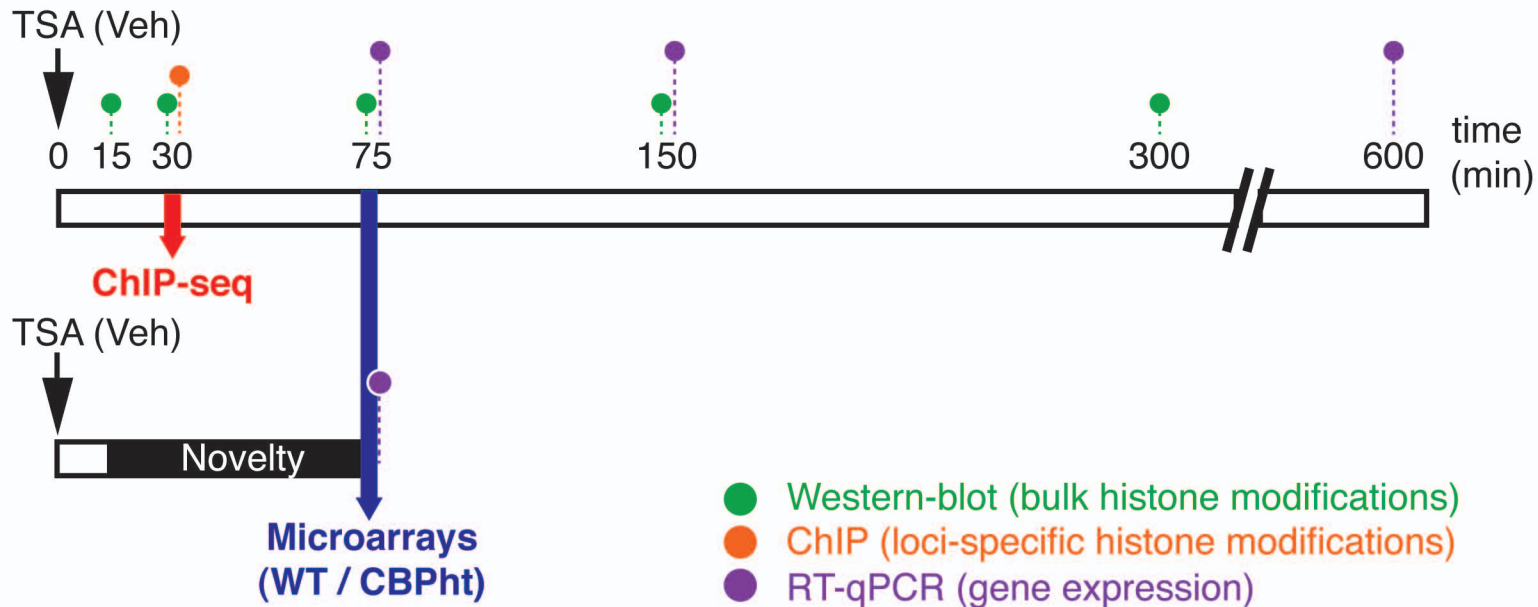 TSA (Veh)
0 15 30 75 150 300 600 time
(min)
ChIP-seq
TSA (Veh)
Novelty
Microarrays
(WT / CBPht)
Western-blot (bulk histone modifications)
ChIP (loci-specific histone modifications)
RT-qPCR (gene expression)